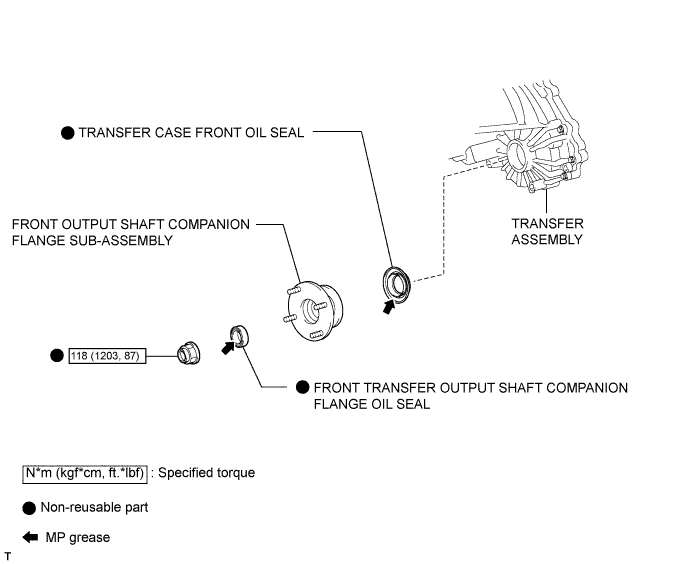 TRANSFER CASE FRONT OIL SEAL
FRONT OUTPUT SHAFT COMPANION
FLANGE SUB-ASSEMBLY
TRANSFER
ASSEMBLY
118 (1203, 87)
FRONT TRANSFER OUTPUT SHAFT COMPANION
FLANGE OIL SEAL
N*m (kgf*cm, ft.*lbf) : Specified torque
Non-reusable part
MP grease
T